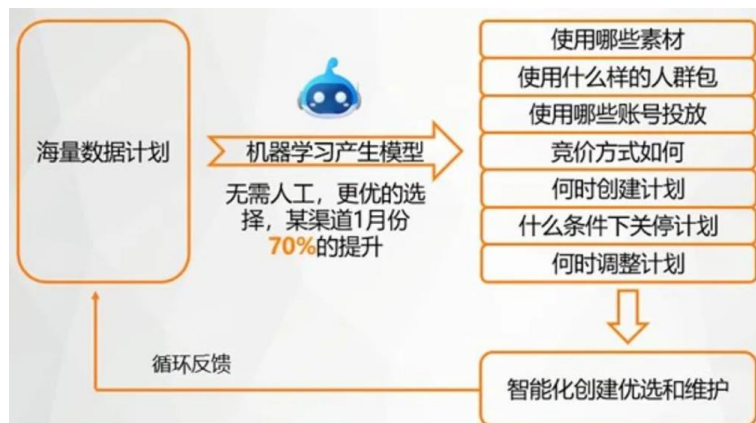 海量数据计划
机器学习产生模型
无需人工，更优的选
择，某渠道1月份
70%的提升
使用哪些素材
使用什么样的人群包
使用哪些账号投放
竞价方式如何
何时创建计划
什么条件下关停计划
何时调整计划
智能化创建优选和维护
循环反馈